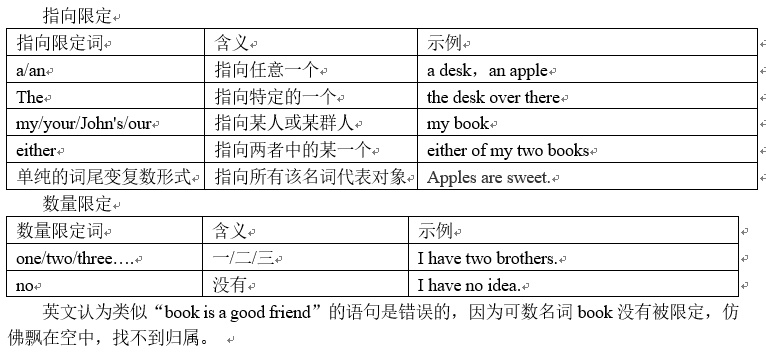 指向限定
指向限定词 含义 示例
a/an 指向任意一个 a desk，an apple
The 指向特定的一个 the desk over there
my/your/John's/our 指向某人或某群人 my book
either 指向两者中的某一个 either of my two books
单纯的词尾变复数形式 指向所有该名词代表对象 Apples are sweet.
数量限定
数量限定词 含义 示例
one/two/three…. 一/二/三 I have two brothers.
no 没有 I have no idea.
英文认为类似“book is a good friend”的语句是错误的，因为可数名词 book 没有被限定，仿
佛飘在空中，找不到归属。